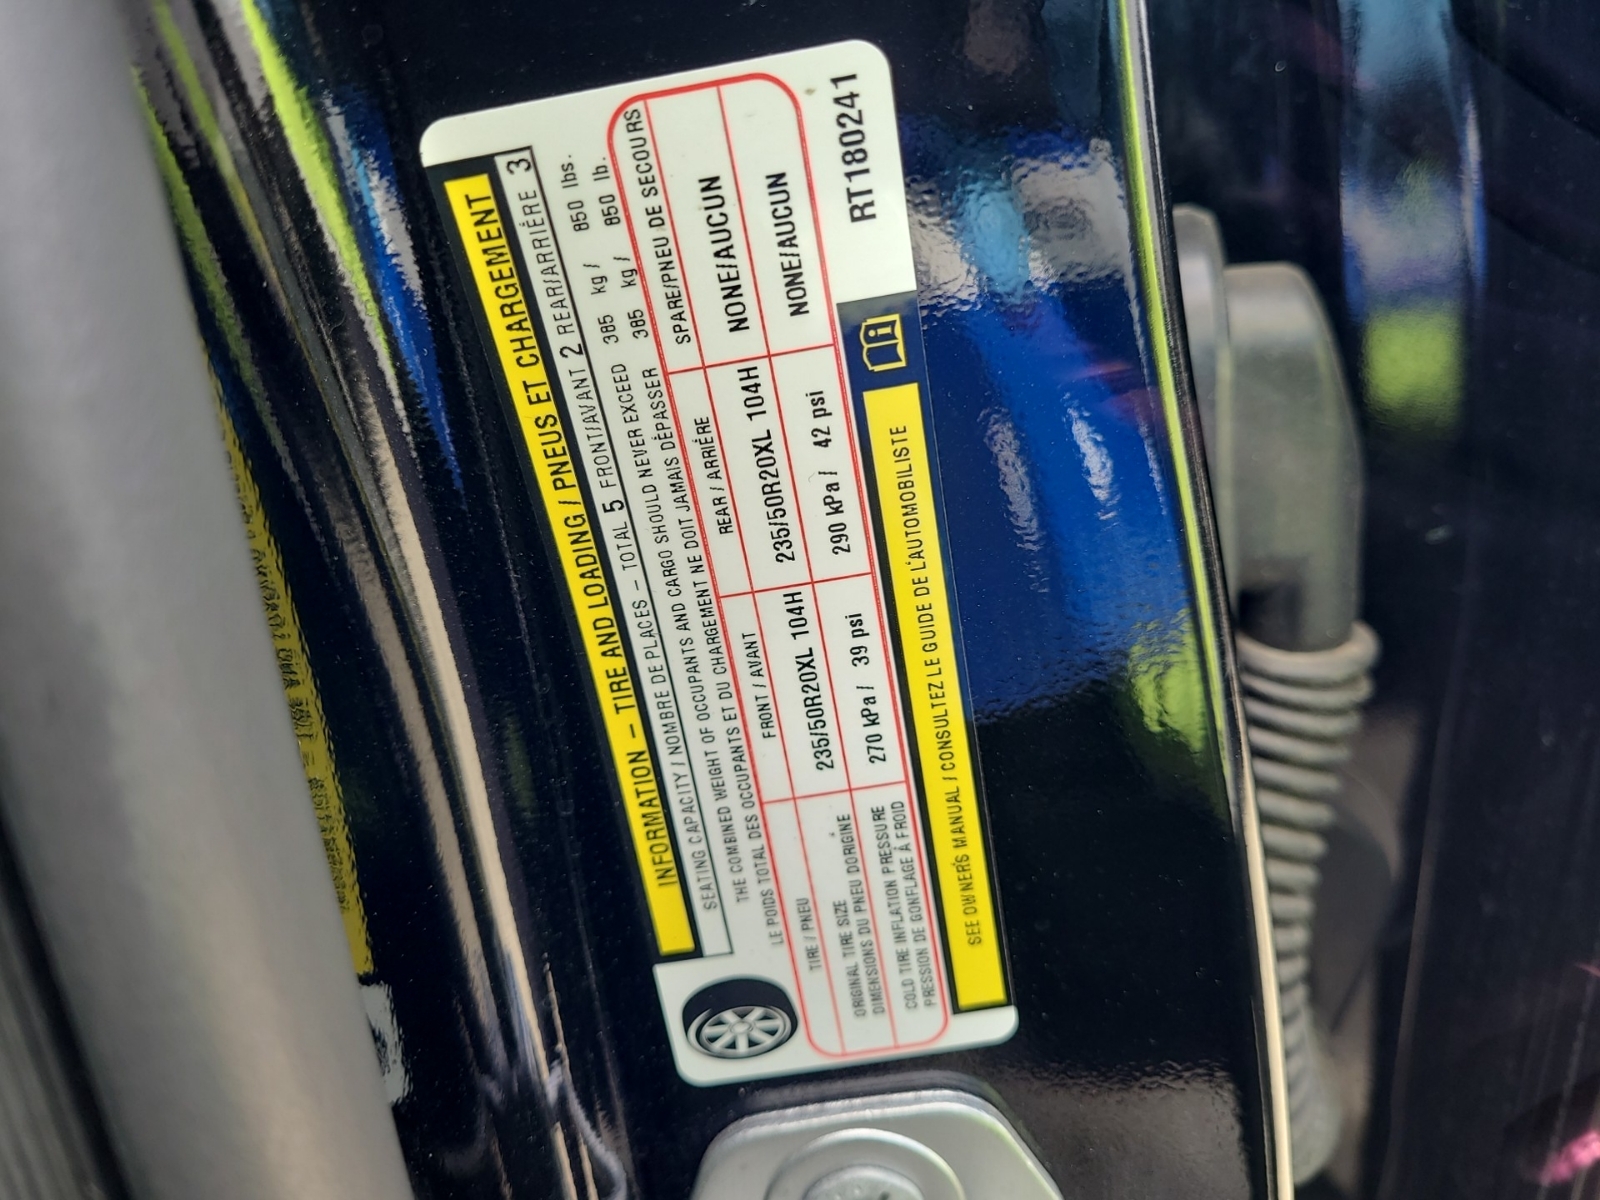 INFORMATION – TIRE AND LOADING / PNEUS ET CHARGEMENT
SEATING CAPACITY / NOMBRE DE PLACES – TOTAL 5 FRONT/AVANT 2 REAR/ARRIÈRE 3
THE COMBINED WEIGHT OF OCCUPANTS AND CARGO SHOULD NEVER EXCEED 385 kg / 850 lbs.
LE POIDS TOTAL DES OCCUPANTS ET DU CHARGEMENT NE DOIT JAMAIS DÉPASSER 385 kg / 850 lb.
TIRE / PNEU FRONT / AVANT REAR / ARRIÈRE SPARE/PNEU DE SECOURS
ORIGINAL TIRE SIZE
DIMENSIONS DU PNEU DORIGINE
235/50R20XL 104H 235/50R20XL 104H NONE/AUCUN
COLD TIRE INFLATION PRESSURE
PRESSION DE GONFLAGE À FROID
270 kPa / 39 psi 290 kPa / 42 psi NONE/AUCUN
SEE OWNER'S MANUAL / CONSULTEZ LE GUIDE DE L'AUTOMOBILISTE
RT180241